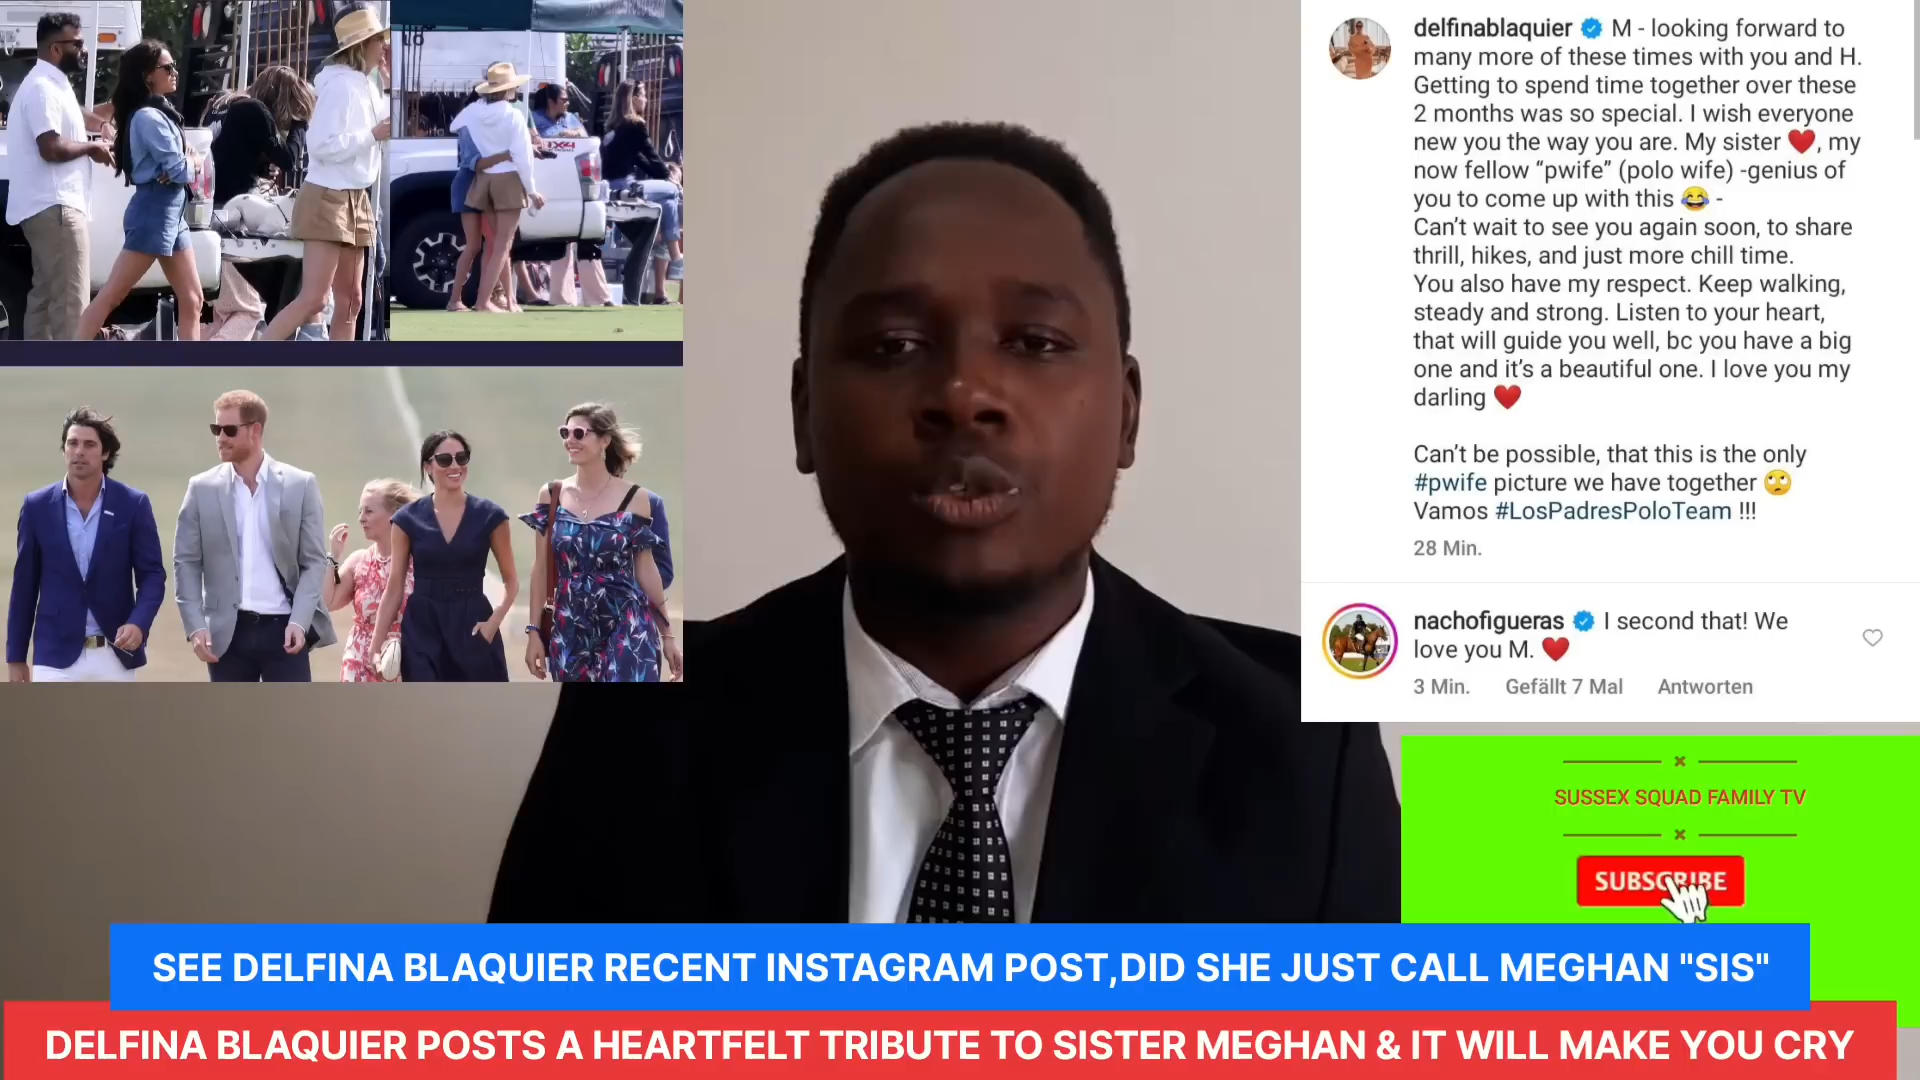 18
TX4
delfinablaquier M - looking forward to
many more of these times with you and H.
Getting to spend time together over these
2 months was so special. I wish everyone
new you the way you are. My sister ❤️, my
now fellow “pwife” (polo wife) -genius of
you to come up with this 😂 -
Can’t wait to see you again soon, to share
thrill, hikes, and just more chill time.
You also have my respect. Keep walking,
steady and strong. Listen to your heart,
that will guide you well, bc you have a big
one and it’s a beautiful one. I love you my
darling ❤️
Can’t be possible, that this is the only
#pwife picture we have together 🙄
Vamos #LosPadresPoloTeam !!!
28 Min.
nachofigueras I second that! We
love you M. ❤️
3 Min. Gefällt 7 Mal Antworten
SUSSEX SQUAD FAMILY TV
SUBSCRIBE
SEE DELFINA BLAQUIER RECENT INSTAGRAM POST,DID SHE JUST CALL MEGHAN "SIS"
DELFINA BLAQUIER POSTS A HEARTFELT TRIBUTE TO SISTER MEGHAN & IT WILL MAKE YOU CRY